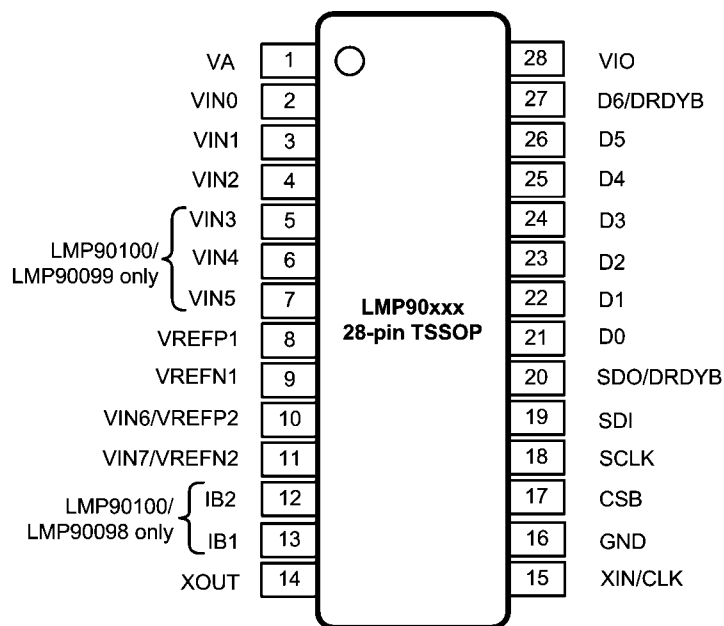 VA 1 28 VIO
VIN0 2 27 D6/DRDYB
VIN1 3 26 D5
VIN2 4 25 D4
VIN3 5 24 D3
LMP90100/
LMP90099 only
VIN4 6 23 D2
VIN5 7 22 D1
LMP90xxx
28-pin TSSOP
VREFP1 8 21 D0
VREFN1 9 20 SDO/DRDYB
VIN6/VREFP2 10 19 SDI
VIN7/VREFN2 11 18 SCLK
LMP90100/
LMP90098 only
IB2 12 17 CSB
IB1 13 16 GND
XOUT 14 15 XIN/CLK